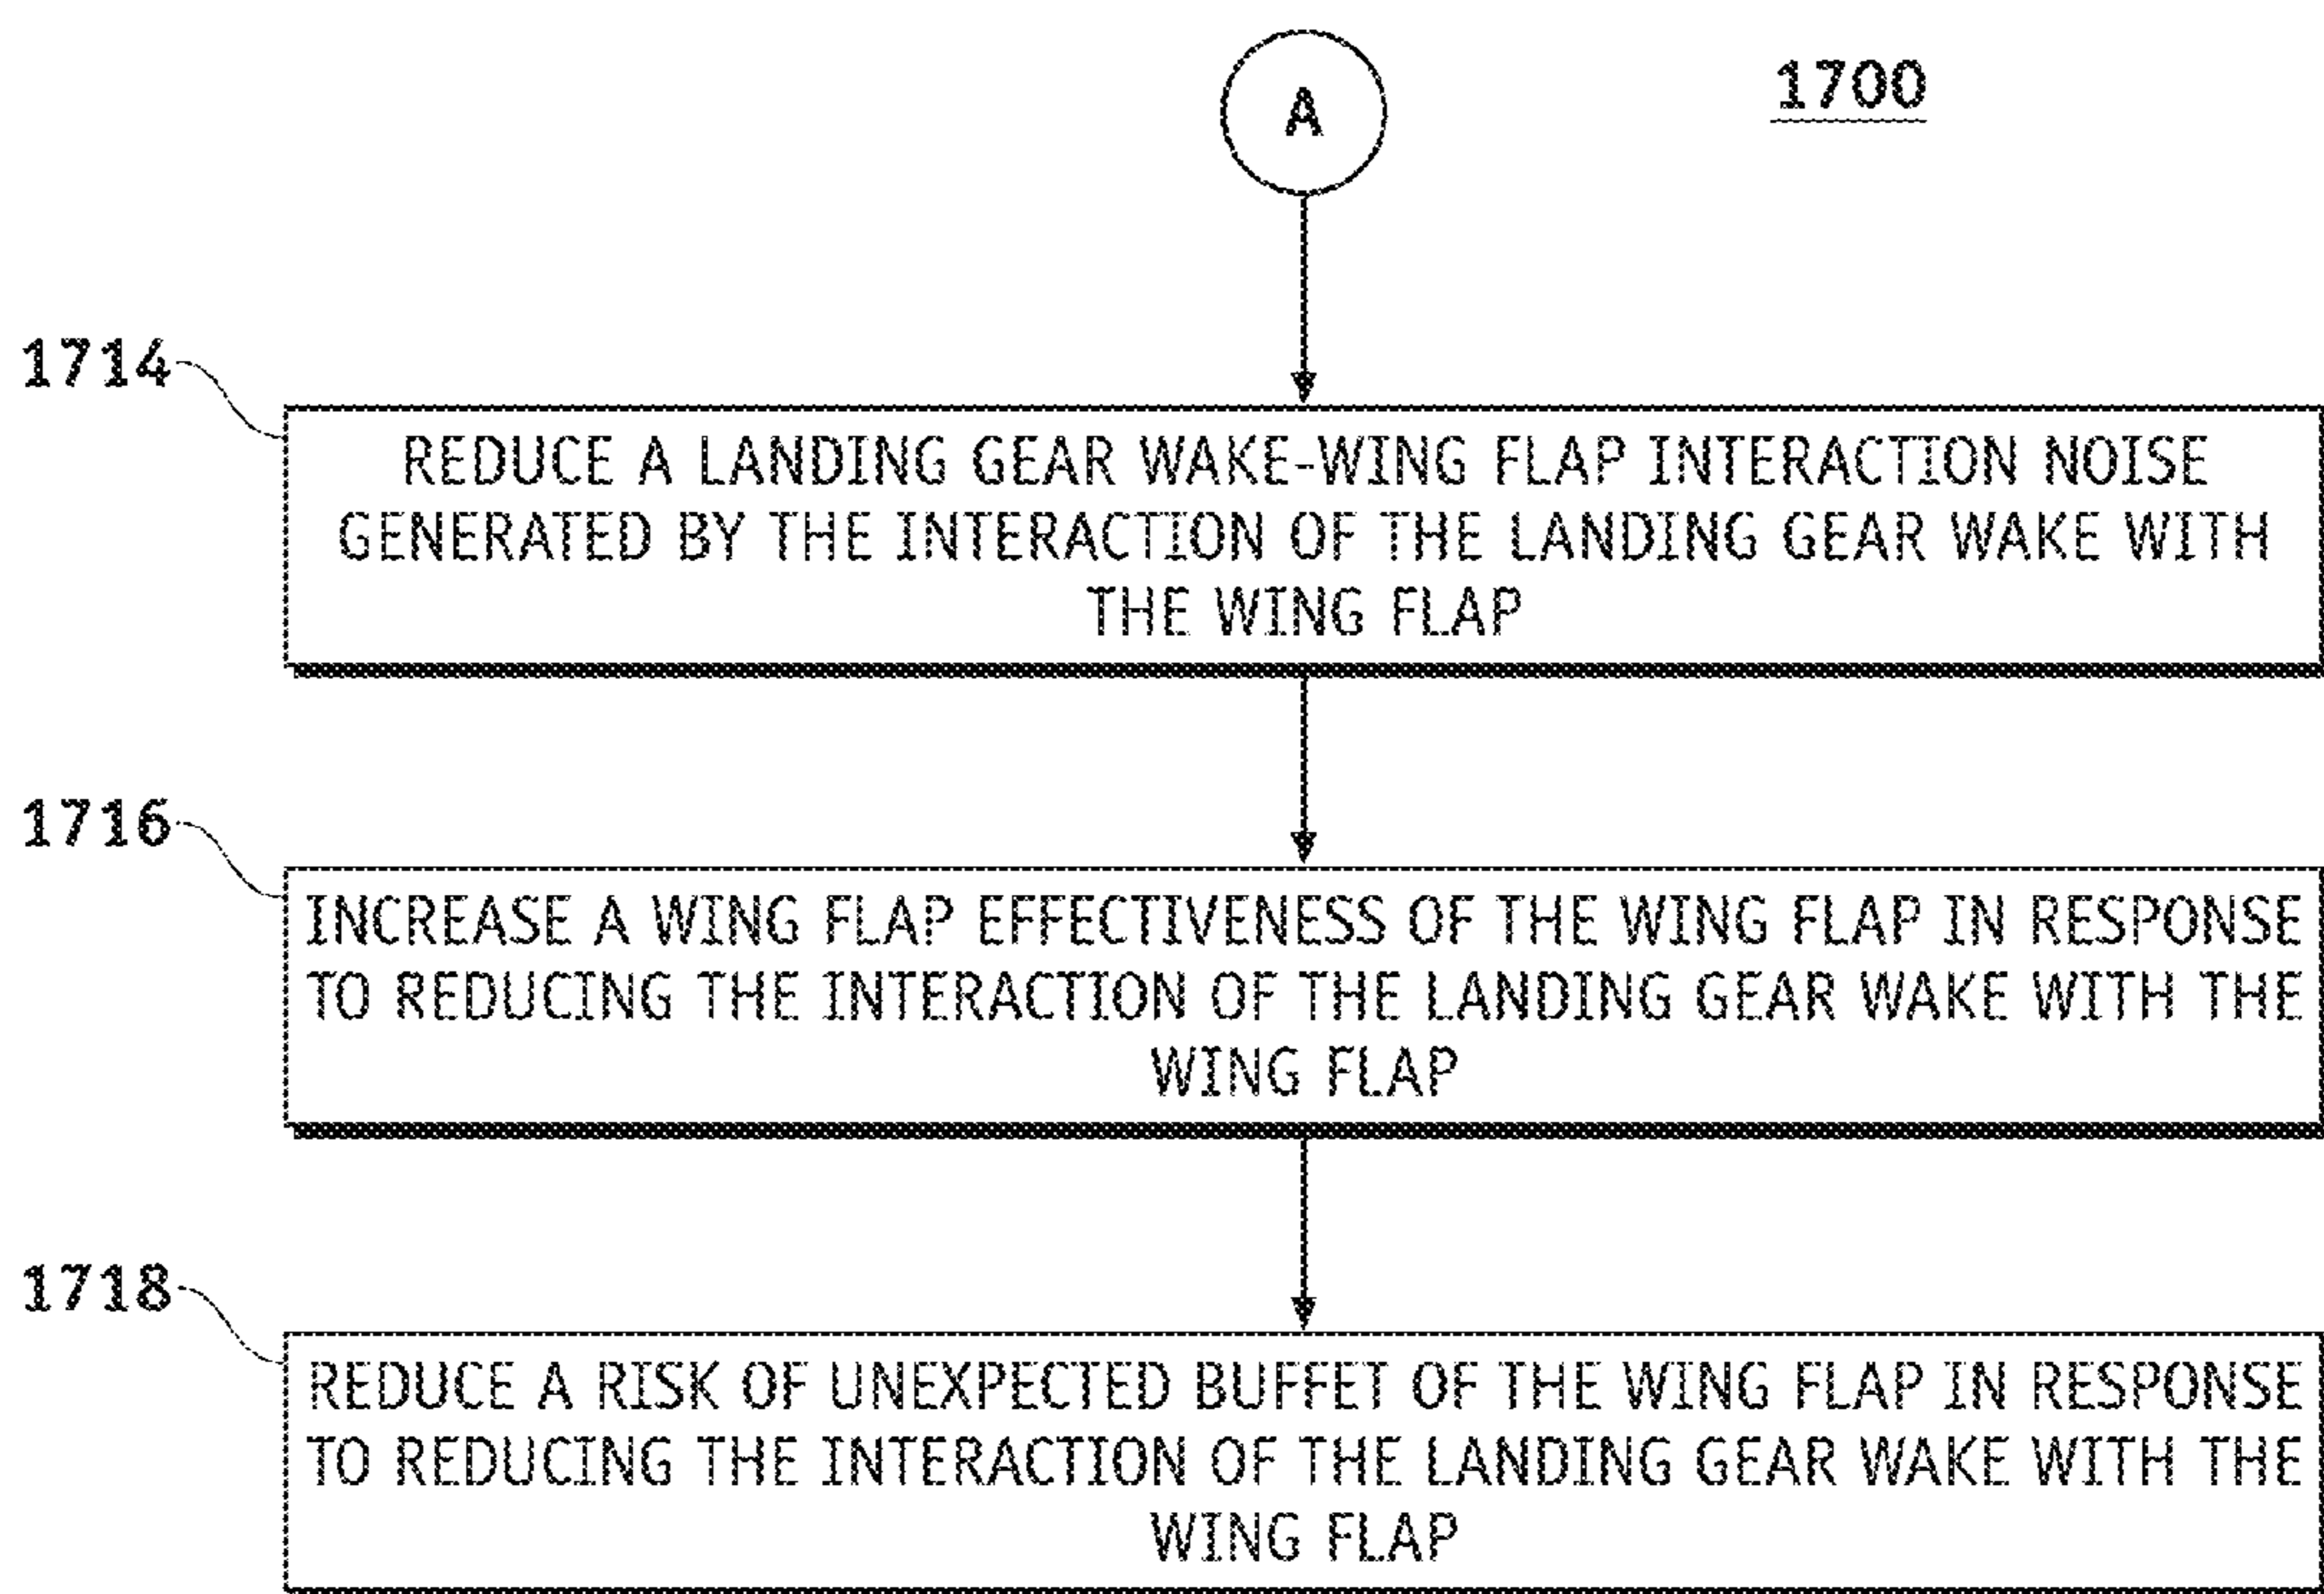 A
1700
1714
REDUCE A LANDING GEAR WAKE-WING FLAP INTERACTION NOISE
GENERATED BY THE INTERACTION OF THE LANDING GEAR WAKE WITH
THE WING FLAP
1716
INCREASE A WING FLAP EFFECTIVENESS OF THE WING FLAP IN RESPONSE
TO REDUCING THE INTERACTION OF THE LANDING GEAR WAKE WITH THE
WING FLAP
1718
REDUCE A RISK OF UNEXPECTED BUFFET OF THE WING FLAP IN RESPONSE
TO REDUCING THE INTERACTION OF THE LANDING GEAR WAKE WITH THE
WING FLAP